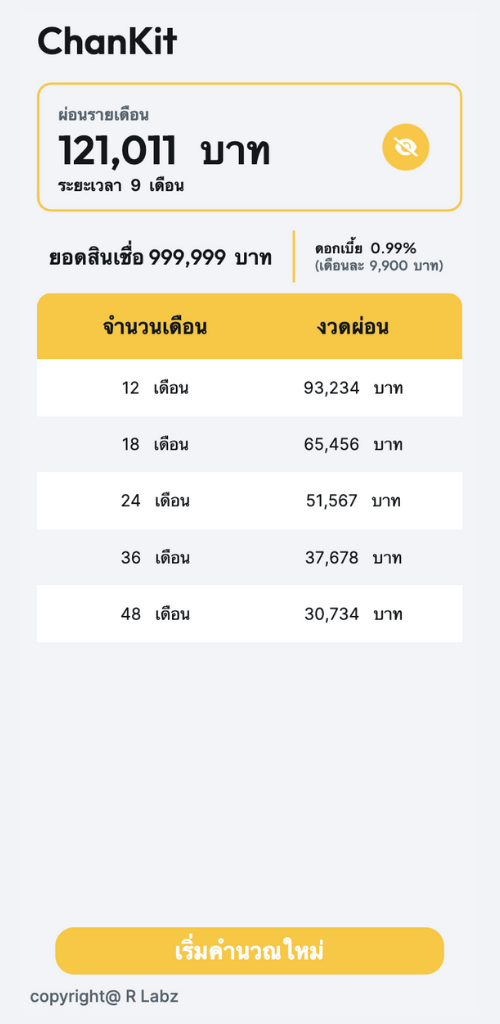 ChanKit
ผ่อนรายเดือน
121,011 บาท
ระยะเวลา 9 เดือน
ยอดสินเชื่อ 999,999 บาท
ดอกเบี้ย 0.99%
(เดือนละ 9,900 บาท)
จำนวนเดือน งวดผ่อน
12 เดือน 93,234 บาท
18 เดือน 65,456 บาท
24 เดือน 51,567 บาท
36 เดือน 37,678 บาท
48 เดือน 30,734 บาท
เริ่มคำนวณใหม่
copyright@ R Labz